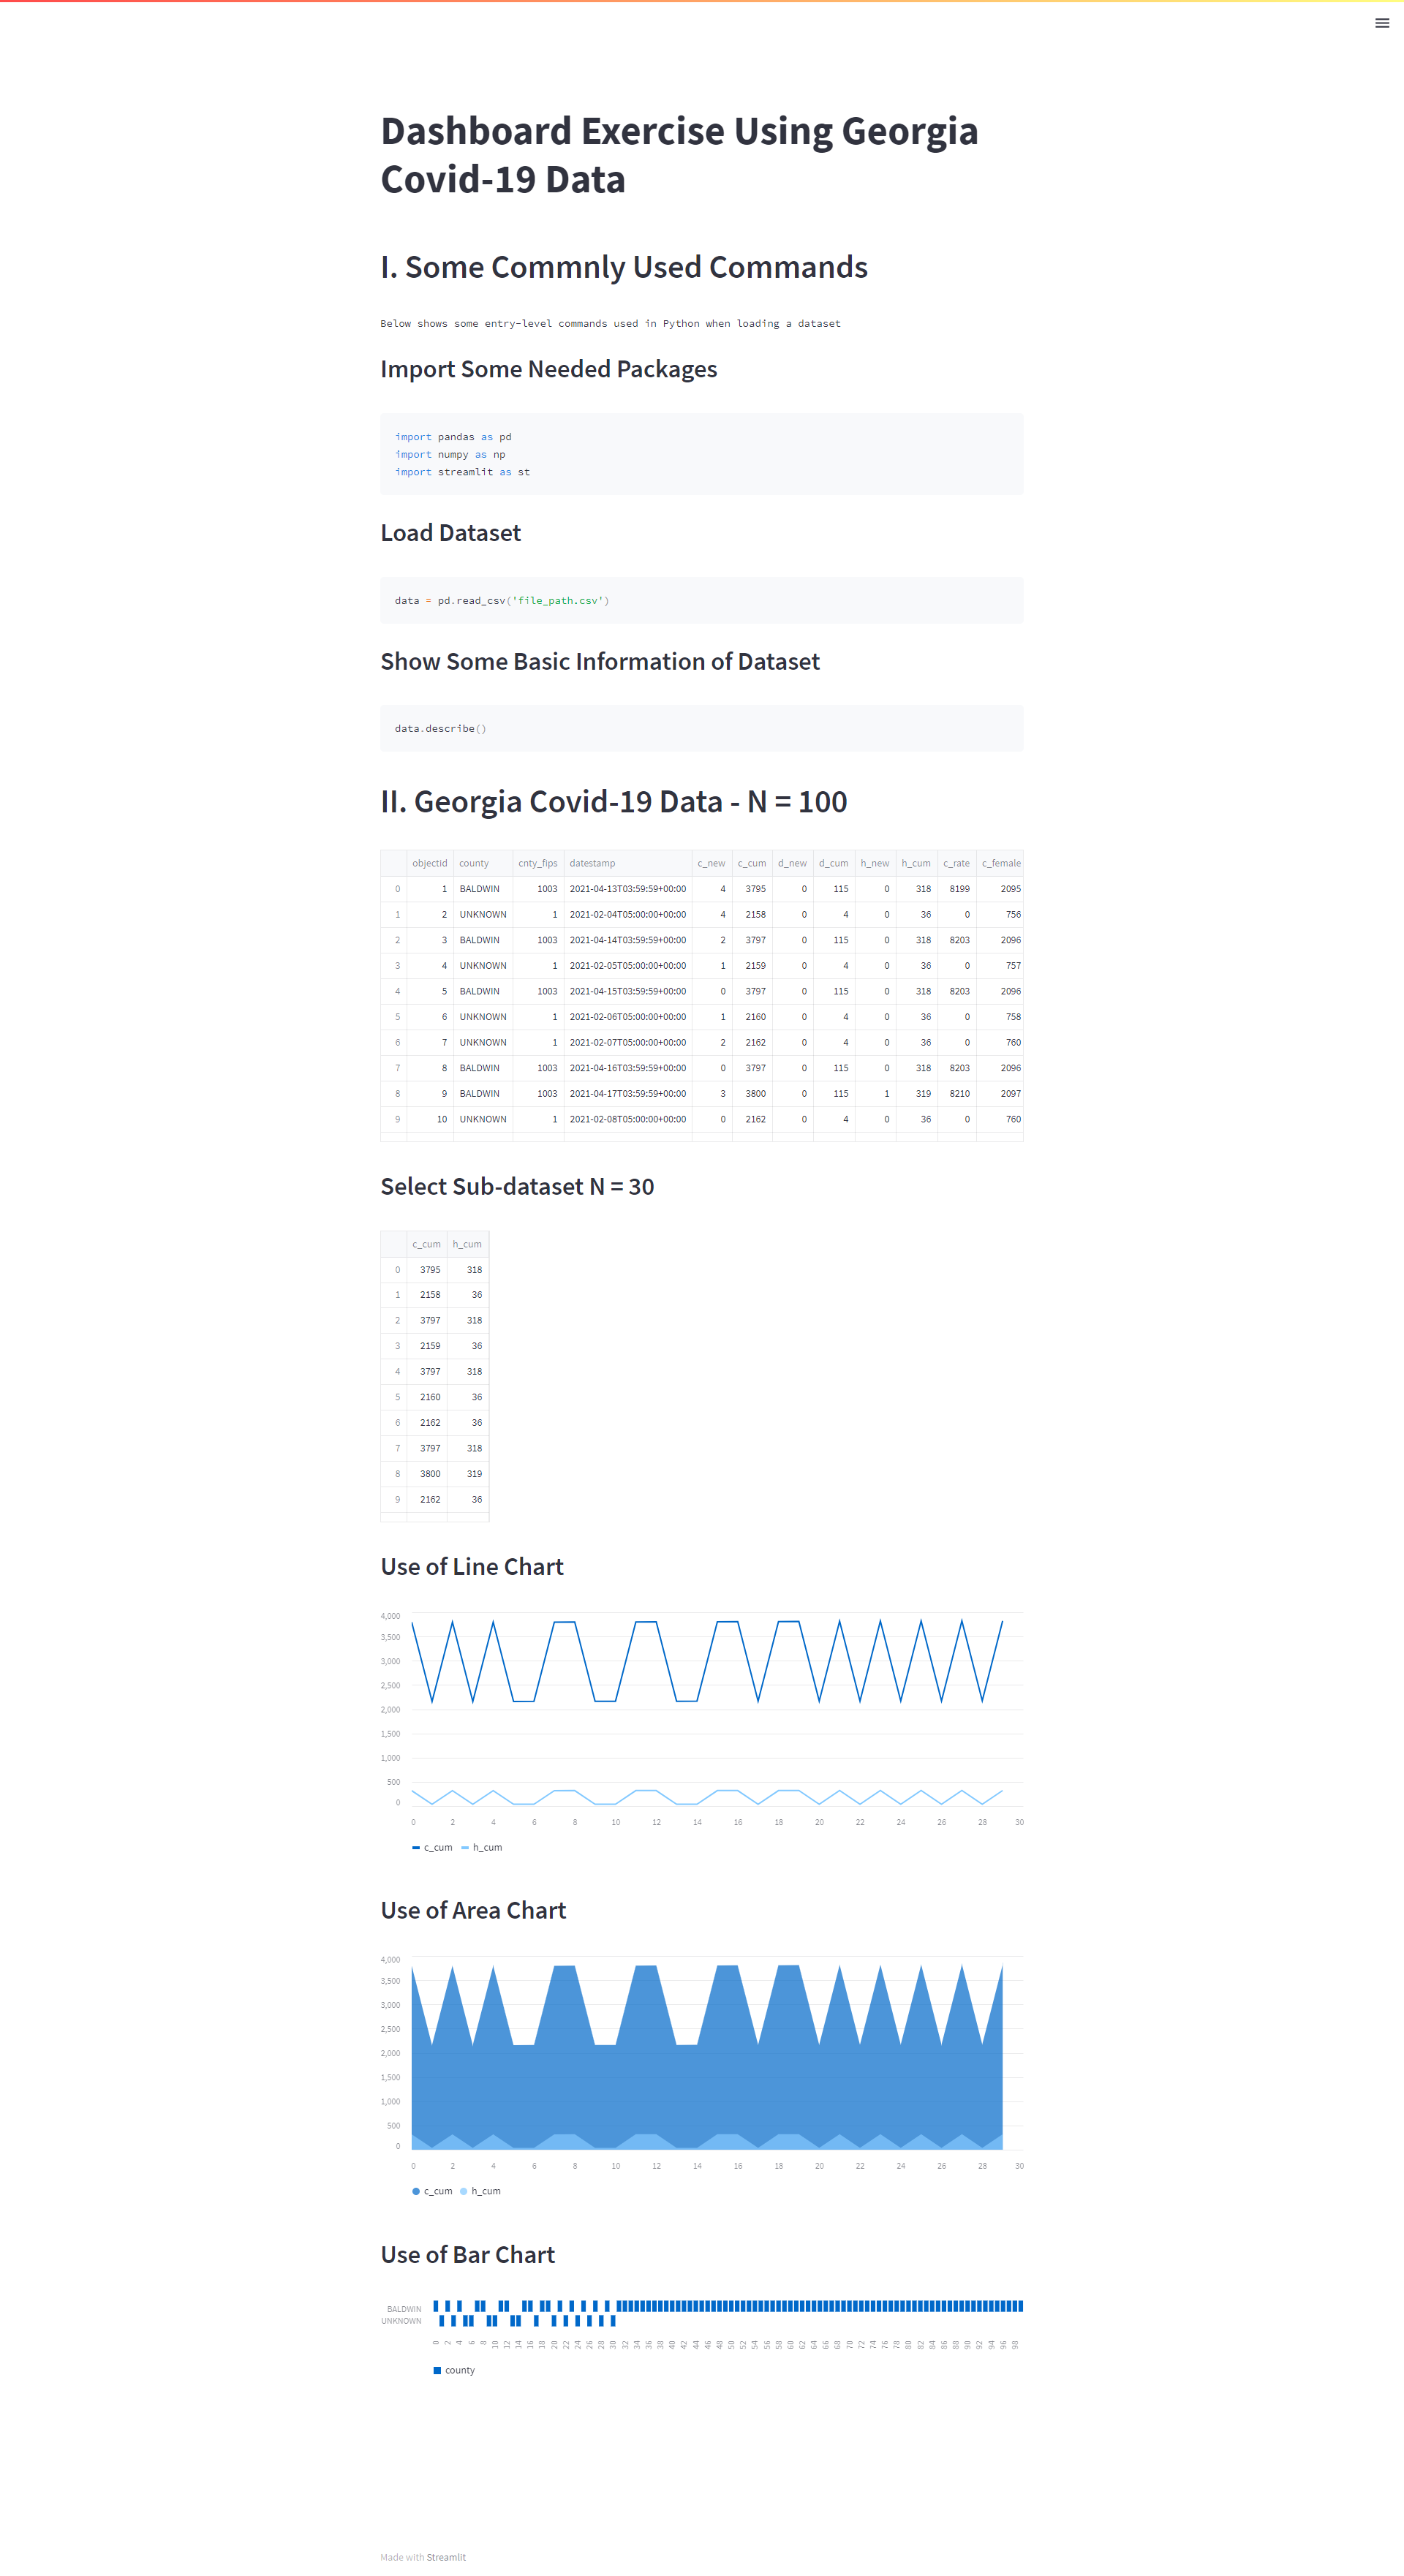 Dashboard Exercise Using Georgia
Covid-19 Data
I. Some Commnly Used Commands
Below shows some entry-level commands used in Python when loading a dataset
Import Some Needed Packages
import pandas as pd
import numpy as np
import streamlit as st
Load Dataset
data = pd.read_csv('file_path.csv')
Show Some Basic Information of Dataset
data.describe()
II. Georgia Covid-19 Data - N = 100
objectid county cnty_fips datestamp c_new c_cum d_new d_cum h_new h_cum c_rate c_female
0 1 BALDWIN 1003 2021-04-13T03:59:59+00:00 4 3795 0 115 0 318 8199 2095
1 2 UNKNOWN 1 2021-02-04T05:00:00+00:00 4 2158 0 4 0 36 0 756
2 3 BALDWIN 1003 2021-04-14T03:59:59+00:00 2 3797 0 115 0 318 8203 2096
3 4 UNKNOWN 1 2021-02-05T05:00:00+00:00 1 2159 0 4 0 36 0 757
4 5 BALDWIN 1003 2021-04-15T03:59:59+00:00 0 3797 0 115 0 318 8203 2096
5 6 UNKNOWN 1 2021-02-06T05:00:00+00:00 1 2160 0 4 0 36 0 758
6 7 UNKNOWN 1 2021-02-07T05:00:00+00:00 2 2162 0 4 0 36 0 760
7 8 BALDWIN 1003 2021-04-16T03:59:59+00:00 0 3797 0 115 0 318 8203 2096
8 9 BALDWIN 1003 2021-04-17T03:59:59+00:00 3 3800 0 115 1 319 8210 2097
9 10 UNKNOWN 1 2021-02-08T05:00:00+00:00 0 2162 0 4 0 36 0 760
Select Sub-dataset N = 30
c_cum h_cum
0 3795 318
1 2158 36
2 3797 318
3 2159 36
4 3797 318
5 2160 36
6 2162 36
7 3797 318
8 3800 319
9 2162 36
Use of Line Chart
4,000
3,500
3,000
2,500
2,000
1,500
1,000
500
0
0 2 4 6 8 10 12 14 16 18 20 22 24 26 28 30
c_cum h_cum
Use of Area Chart
4,000
3,500
3,000
2,500
2,000
1,500
1,000
500
0
0 2 4 6 8 10 12 14 16 18 20 22 24 26 28 30
c_cum h_cum
Use of Bar Chart
BALDWIN
UNKNOWN
0 2 4 6 8 10 12 14 16 18 20 22 24 26 28 30 32 34 36 38 40 42 44 46 48 50 52 54 56 58 60 62 64 66 68 70 72 74 76 78 80 82 84 86 88 90 92 94 96 98
county
Made with Streamlit